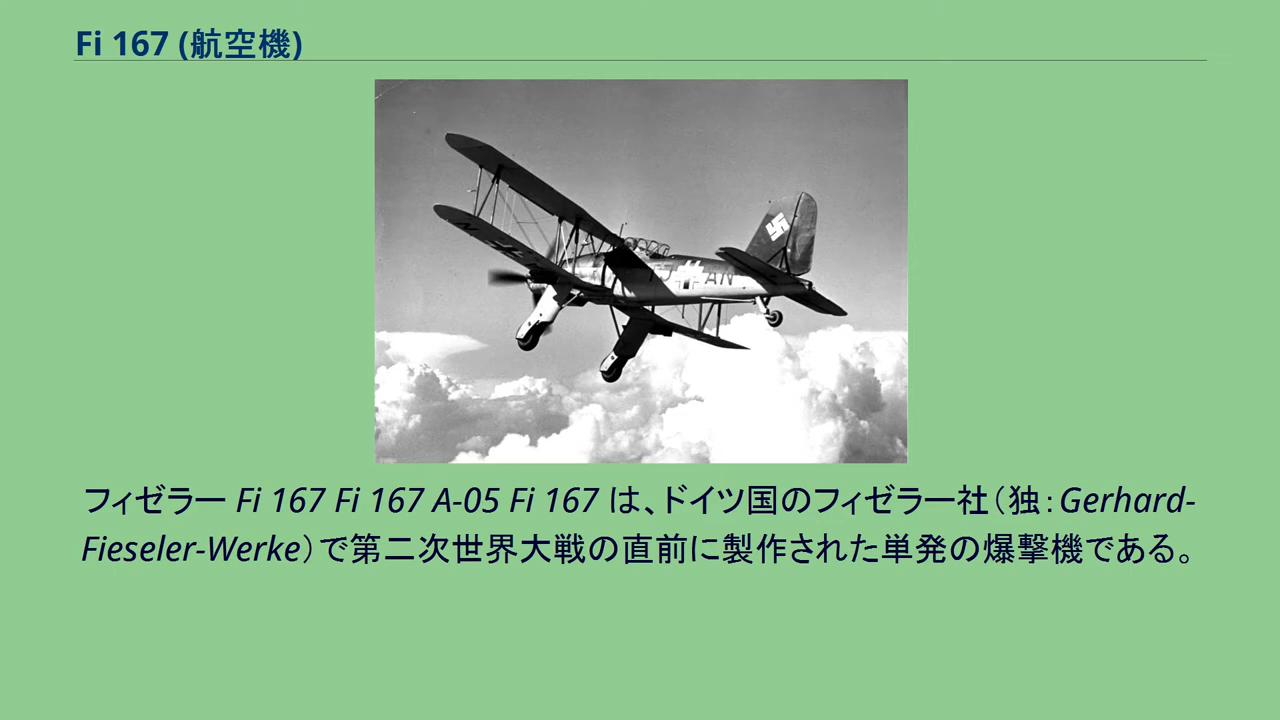 Fi 167 (航空機)
AN
フィゼラー Fi 167 Fi 167 A-05 Fi 167 は、ドイツ国のフィゼラー社（独：Gerhard-
Fieseler-Werke）で第二次世界大戦の直前に製作された単発の爆撃機である。